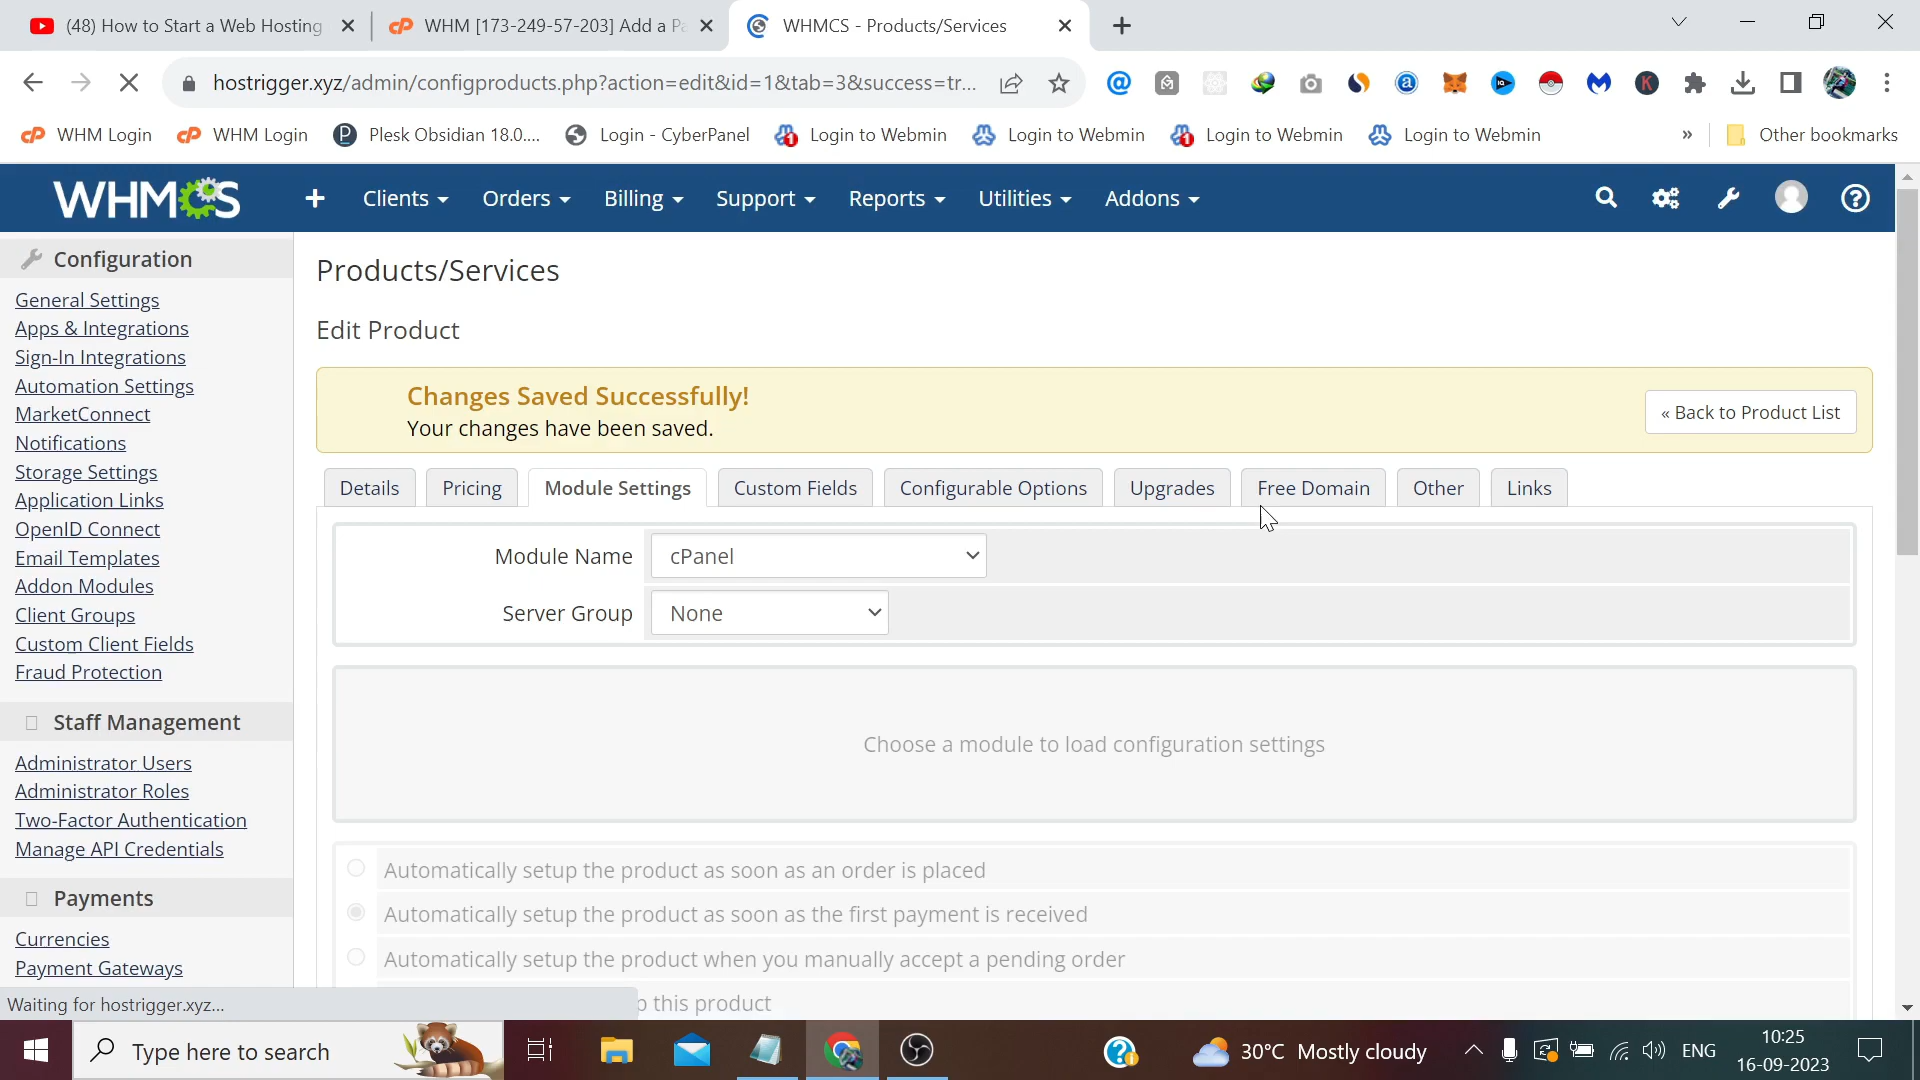 (48) How to Start a Web Hosting
WHM [173-249-57-203] Add a Pa
WHMCS - Products/Services
hostrigger.xyz/admin/configproducts.php?action=edit&id=1&tab=3&success=tr...
WHM Login
WHM Login
Plesk Obsidian 18.0....
Login - CyberPanel
Login to Webmin
Login to Webmin
Login to Webmin
Login to Webmin
»
Other bookmarks
WHMCS
Clients
Orders
Billing
Support
Reports
Utilities
Addons
Configuration
General Settings
Apps & Integrations
Sign-In Integrations
Automation Settings
MarketConnect
Notifications
Storage Settings
Application Links
OpenID Connect
Email Templates
Addon Modules
Client Groups
Custom Client Fields
Fraud Protection
Staff Management
Administrator Users
Administrator Roles
Two-Factor Authentication
Manage API Credentials
Payments
Currencies
Payment Gateways
Products/Services
Edit Product
Changes Saved Successfully!
Your changes have been saved.
« Back to Product List
Details
Pricing
Module Settings
Custom Fields
Configurable Options
Upgrades
Free Domain
Other
Links
Module Name
cPanel
Server Group
None
Choose a module to load configuration settings
Automatically setup the product as soon as an order is placed
Automatically setup the product as soon as the first payment is received
Automatically setup the product when you manually accept a pending order
this product
Waiting for hostrigger.xyz...
Type here to search
30°C Mostly cloudy
ENG
10:25
16-09-2023